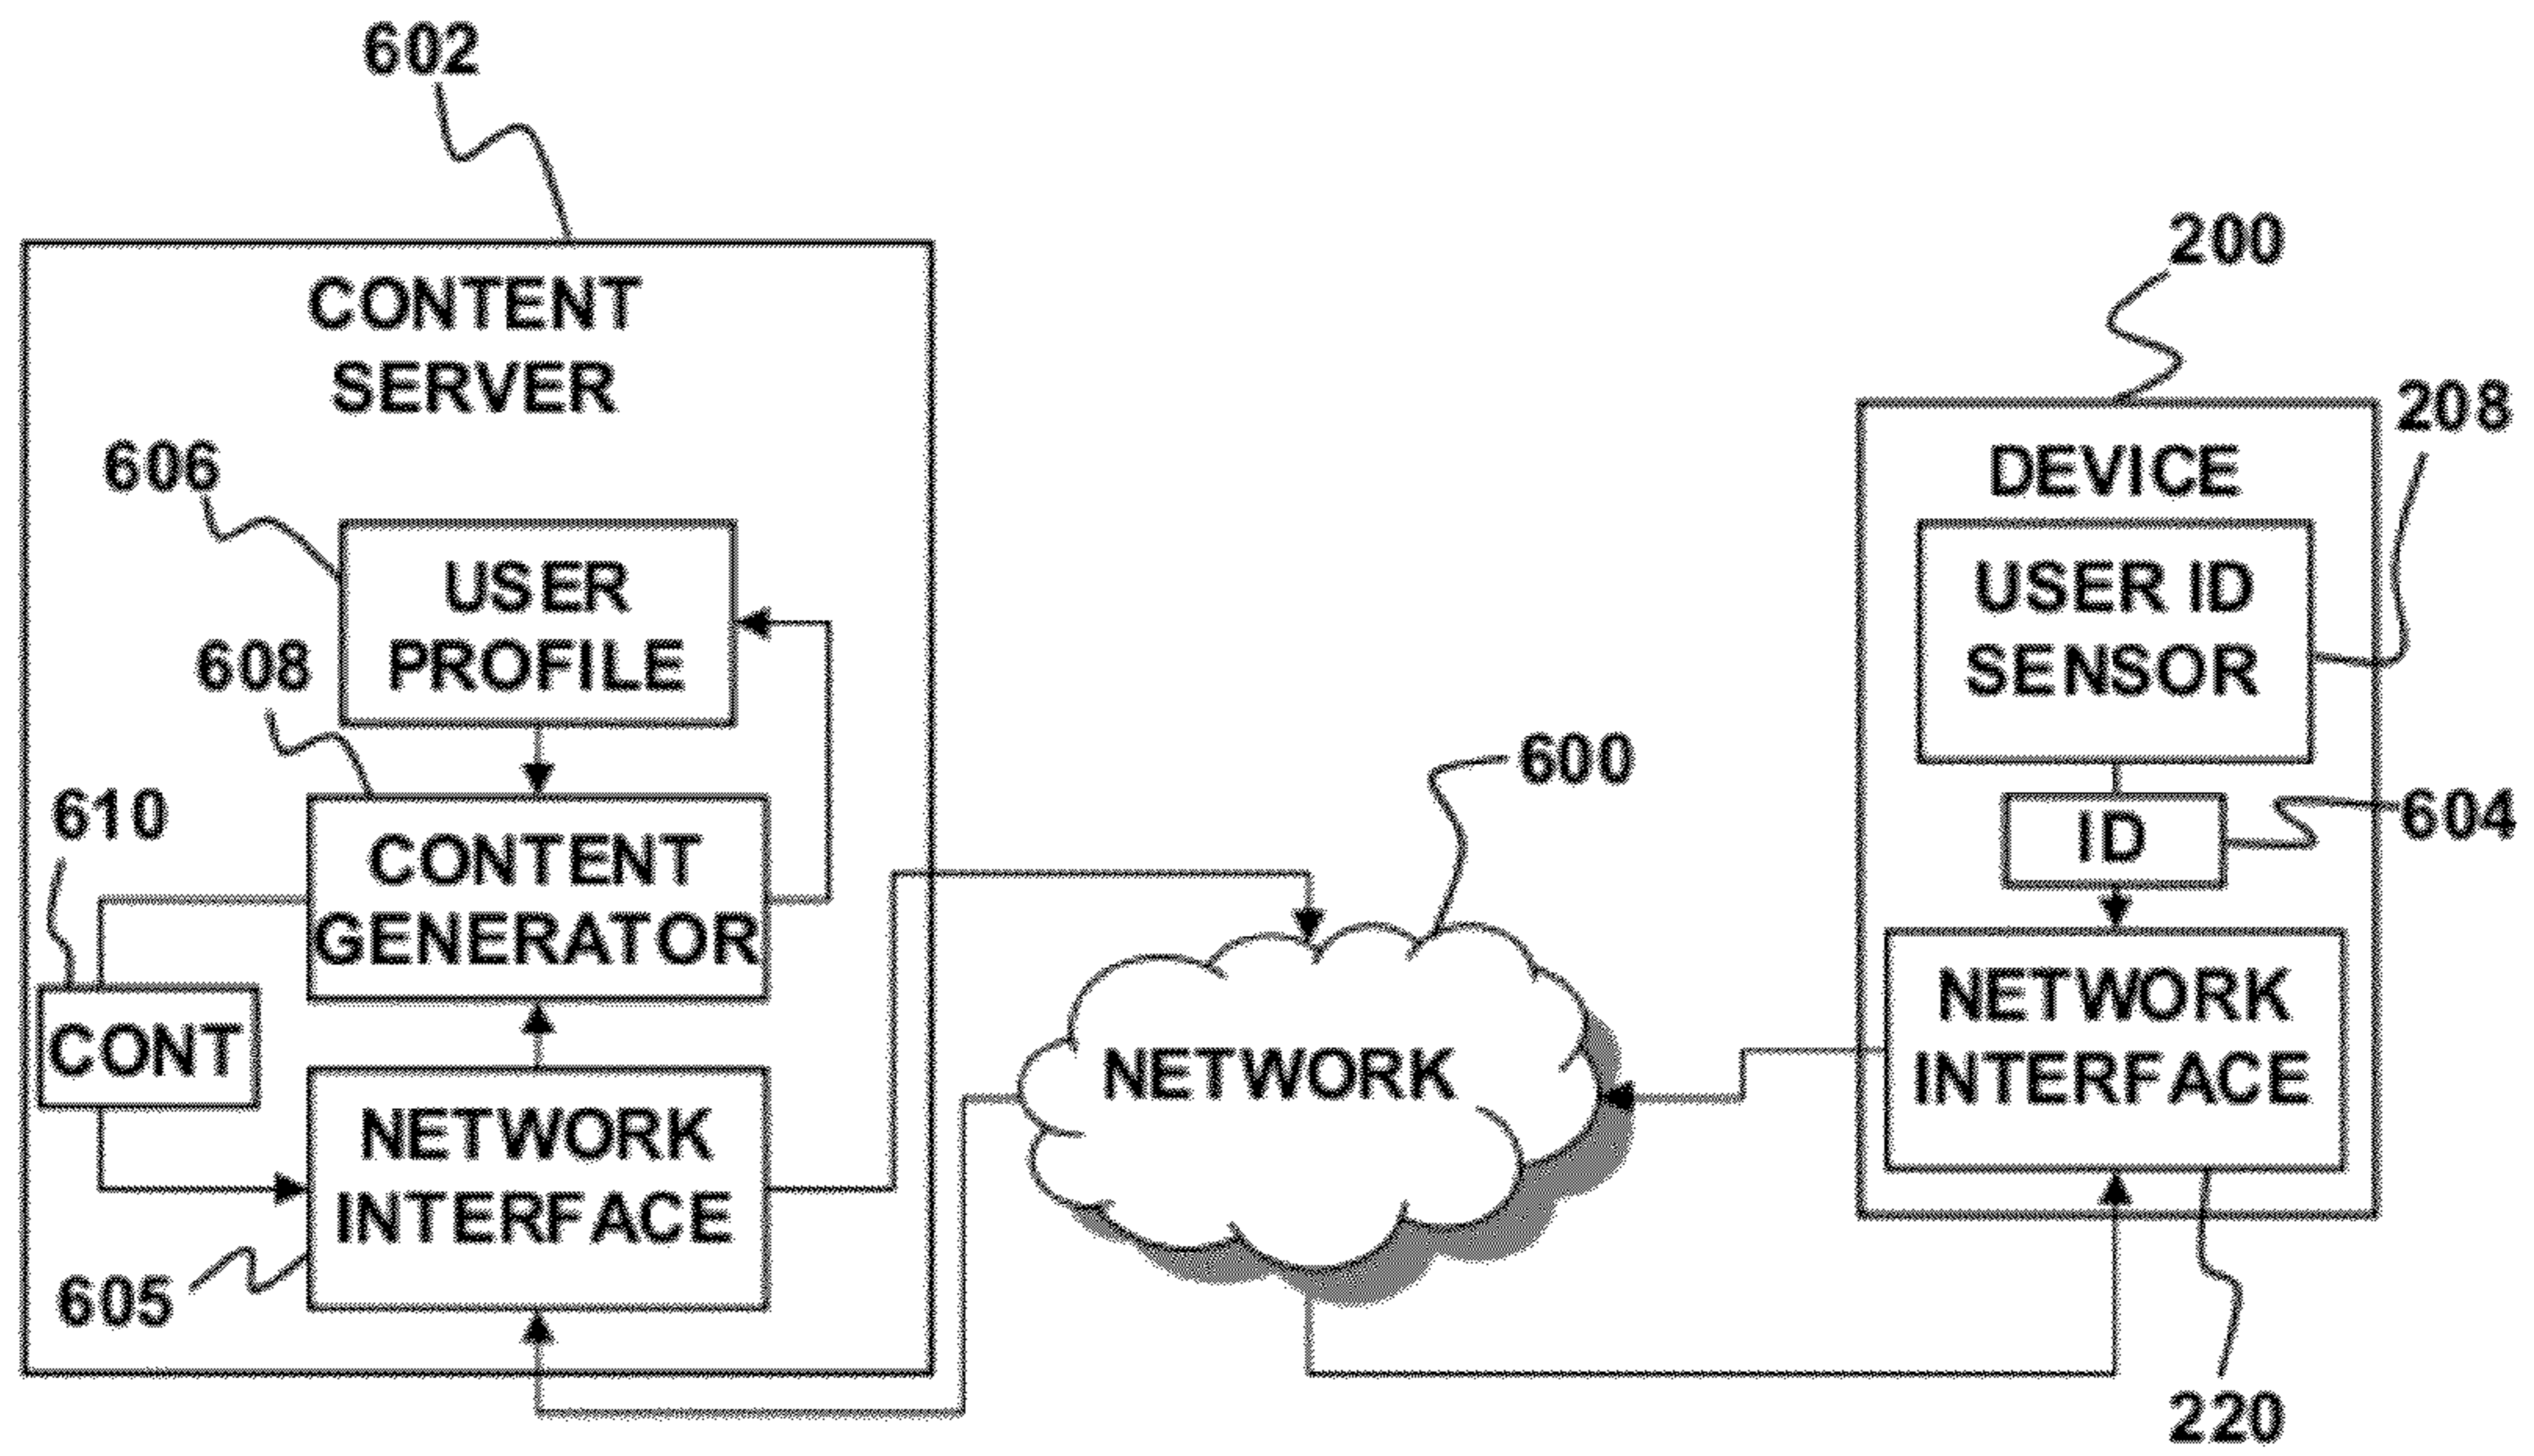 602
CONTENT
SERVER
606
USER
PROFILE
608
610
CONTENT
GENERATOR
CONT
NETWORK
INTERFACE
605
600
NETWORK
200
208
DEVICE
USER ID
SENSOR
604
ID
NETWORK
INTERFACE
220